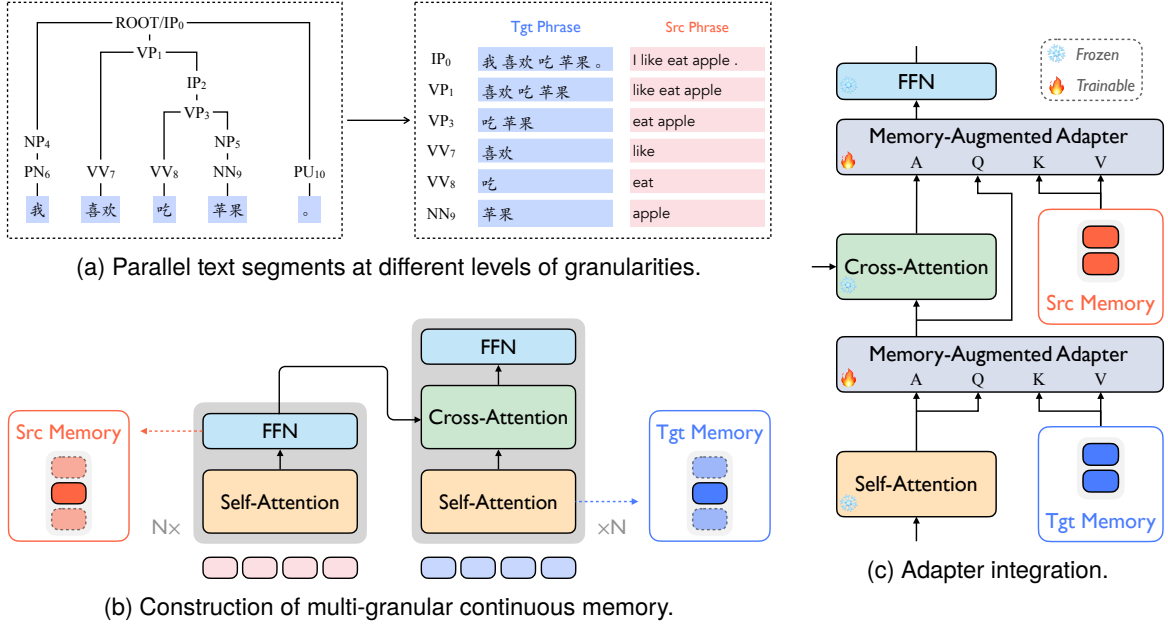 ROOT/IP₀
VP₁
IP₂
VP₃
NP₄ NP₅
PN₆ VV₇ VV₈ NN₉ PU₁₀
我 喜欢 吃 苹果 。
Tgt Phrase Src Phrase
IP₀ 我 喜欢 吃 苹果 。 I like eat apple .
VP₁ 喜欢 吃 苹果 like eat apple
VP₃ 吃 苹果 eat apple
VV₇ 喜欢 like
VV₈ 吃 eat
NN₉ 苹果 apple
(a) Parallel text segments at different levels of granularities.
FFN
Cross-Attention
Src Memory
FFN
Tgt Memory
Self-Attention
Self-Attention
N×
×N
(b) Construction of multi-granular continuous memory.
Frozen
Trainable
FFN
Memory-Augmented Adapter
A Q K V
Cross-Attention
Src Memory
Memory-Augmented Adapter
A Q K V
Self-Attention
Tgt Memory
(c) Adapter integration.